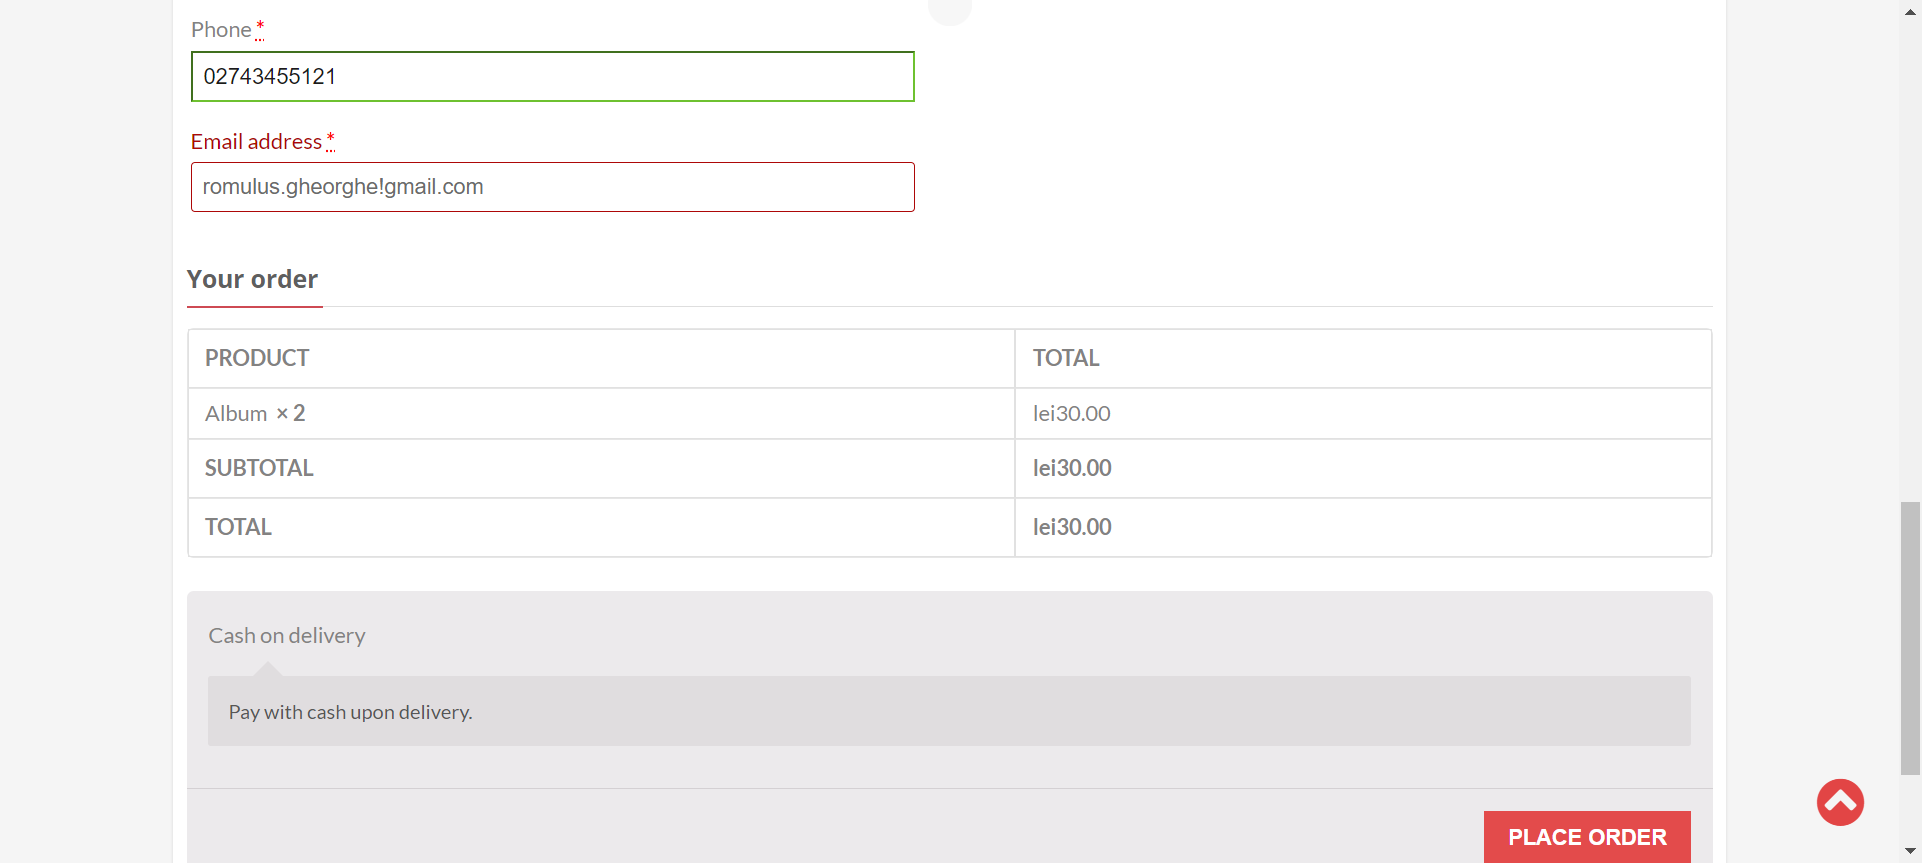 Phone *
02743455121
Email address *
romulus.gheorghe!gmail.com
Your order
PRODUCT TOTAL
Album × 2 lei30.00
SUBTOTAL lei30.00
TOTAL lei30.00
Cash on delivery
Pay with cash upon delivery.
PLACE ORDER